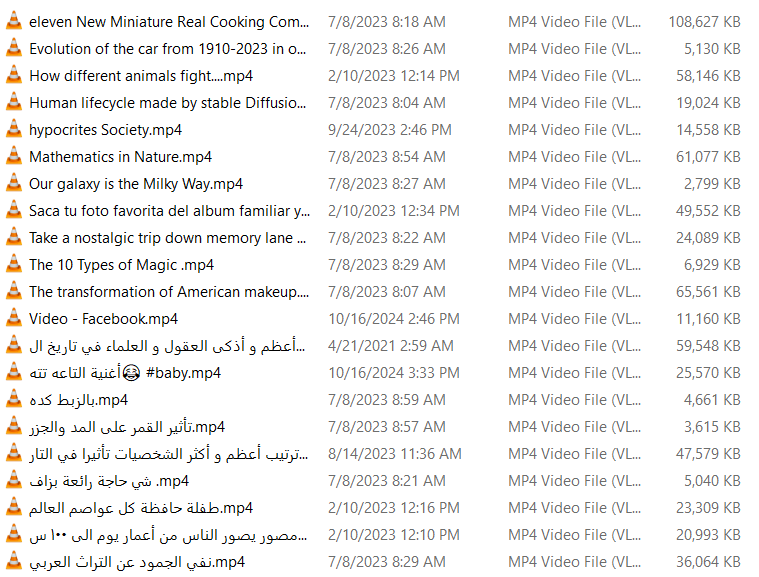 eleven New Miniature Real Cooking Com... 7/8/2023 8:18 AM MP4 Video File (VL... 108,627 KB
Evolution of the car from 1910-2023 in o... 7/8/2023 8:26 AM MP4 Video File (VL... 5,130 KB
How different animals fight....mp4 2/10/2023 12:14 PM MP4 Video File (VL... 58,146 KB
Human lifecycle made by stable Diffusio... 7/8/2023 8:04 AM MP4 Video File (VL... 19,024 KB
hypocrites Society.mp4 9/24/2023 2:46 PM MP4 Video File (VL... 14,558 KB
Mathematics in Nature.mp4 7/8/2023 8:54 AM MP4 Video File (VL... 61,077 KB
Our galaxy is the Milky Way.mp4 7/8/2023 8:27 AM MP4 Video File (VL... 2,799 KB
Saca tu foto favorita del album familiar y... 2/10/2023 12:34 PM MP4 Video File (VL... 49,552 KB
Take a nostalgic trip down memory lane ... 7/8/2023 8:22 AM MP4 Video File (VL... 24,089 KB
The 10 Types of Magic .mp4 7/8/2023 8:29 AM MP4 Video File (VL... 6,929 KB
The transformation of American makeup.... 7/8/2023 8:07 AM MP4 Video File (VL... 65,561 KB
Video - Facebook.mp4 10/16/2024 2:46 PM MP4 Video File (VL... 11,160 KB
أعظم و أذكى العقول و العلماء في تاريخ ال... 4/21/2021 2:59 AM MP4 Video File (VL... 59,548 KB
أغنية التاعه تته😂 #baby.mp4 10/16/2024 3:33 PM MP4 Video File (VL... 25,570 KB
بالزبط كده.mp4 7/8/2023 8:59 AM MP4 Video File (VL... 4,661 KB
تأثير القمر على المد والجزر.mp4 7/8/2023 8:57 AM MP4 Video File (VL... 3,615 KB
ترتيب أعظم و أكثر الشخصيات تأثيرا في التار... 8/14/2023 11:36 AM MP4 Video File (VL... 47,579 KB
شي حاجة رائعة بزاف .mp4 7/8/2023 8:21 AM MP4 Video File (VL... 5,040 KB
طفلة حافظة كل عواصم العالم.mp4 2/10/2023 12:16 PM MP4 Video File (VL... 23,309 KB
مصور يصور الناس من أعمار يوم الى ١٠٠ س... 2/10/2023 12:10 PM MP4 Video File (VL... 20,993 KB
نفي الجمود عن التراث العربي.mp4 7/8/2023 8:29 AM MP4 Video File (VL... 36,064 KB